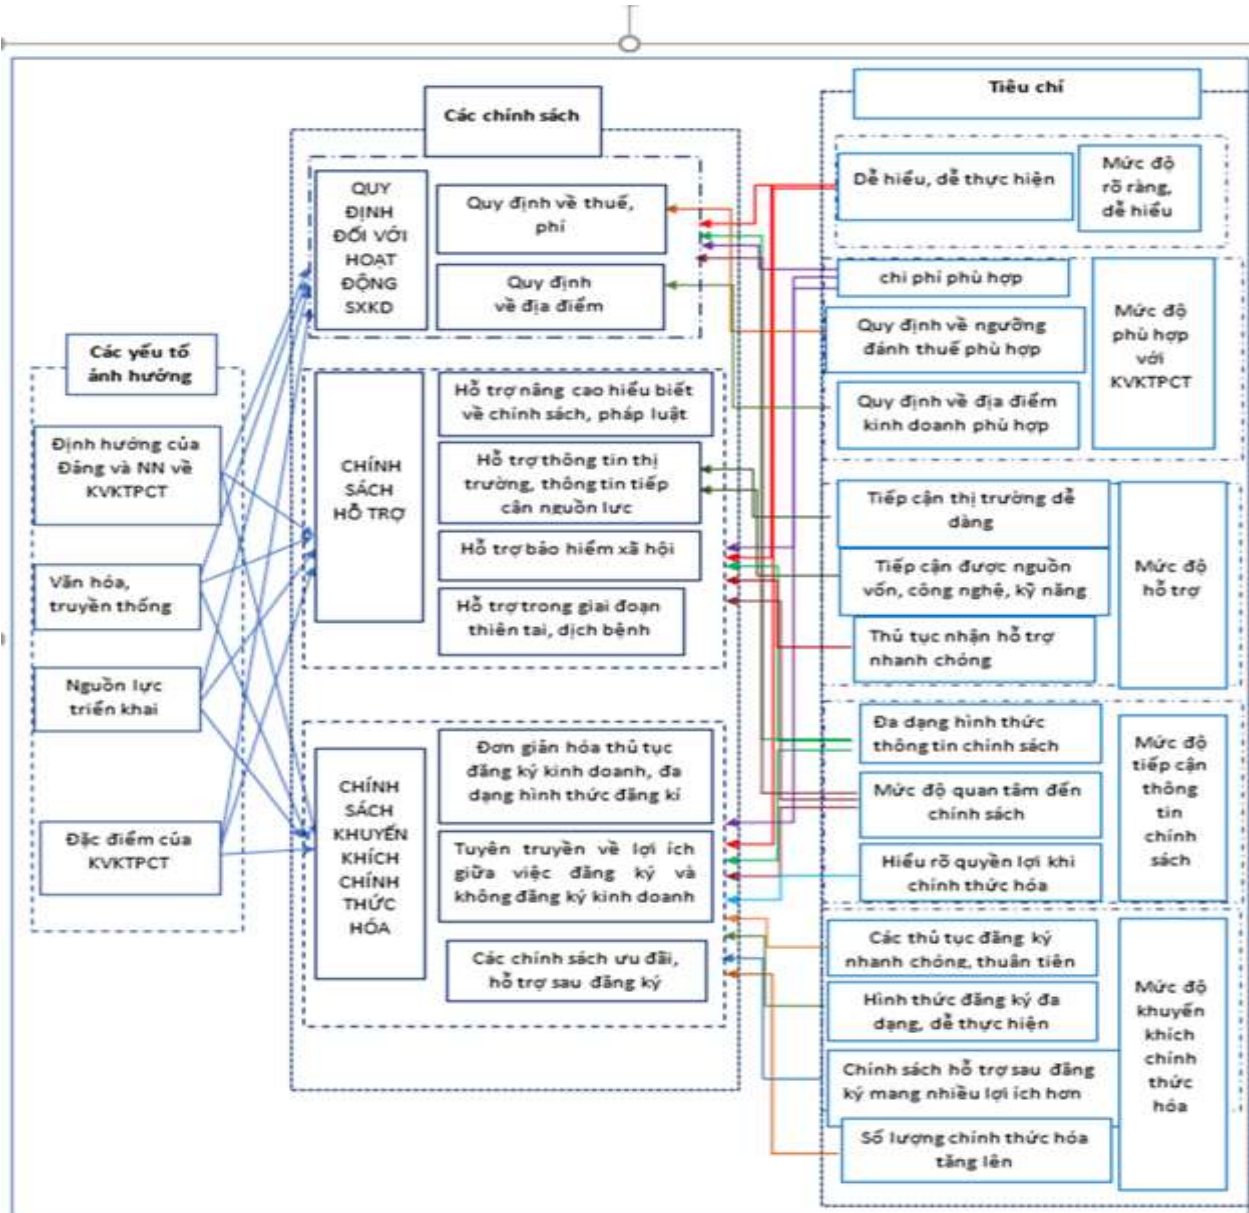 Các yếu tố
ảnh hưởng
Định hướng của
Đảng và NN về
KVKTPCT
Văn hóa,
truyền thống
Nguồn lực
triển khai
Đặc điểm của
KVKTPCT
Các chính sách
QUY
ĐỊNH
ĐỐI VỚI
HOẠT
ĐỘNG
SXKD
Quy định về thuế,
phí
Quy định
về địa điểm
CHÍNH
SÁCH
HỖ TRỢ
Hỗ trợ nâng cao hiểu biết
về chính sách, pháp luật
Hỗ trợ thông tin thị
trường, thông tin tiếp
cận nguồn lực
Hỗ trợ bảo hiểm xã hội
Hỗ trợ trong giai đoạn
thiên tai, dịch bệnh
CHÍNH
SÁCH
KHUYẾN
KHÍCH
CHÍNH
THỨC
HÓA
Đơn giản hóa thủ tục
đăng ký kinh doanh, đa
dạng hình thức đăng kí
Tuyên truyền về lợi ích
giữa việc đăng ký và
không đăng ký kinh doanh
Các chính sách ưu đãi,
hỗ trợ sau đăng ký
Tiêu chí
Dễ hiểu, dễ thực hiện
Mức độ
rõ ràng,
dễ hiểu
chi phí phù hợp
Quy định về ngưỡng
đánh thuế phù hợp
Quy định về địa điểm
kinh doanh phù hợp
Mức độ
phù hợp
với
KVKTPCT
Tiếp cận thị trường dễ
dàng
Tiếp cận được nguồn
vốn, công nghệ, kỹ năng
Thủ tục nhận hỗ trợ
nhanh chóng
Mức độ
hỗ trợ
Đa dạng hình thức
thông tin chính sách
Mức độ quan tâm đến
chính sách
Hiểu rõ quyền lợi khi
chính thức hóa
Mức độ
tiếp cận
thông
tin
chính
sách
Các thủ tục đăng ký
nhanh chóng, thuận tiên
Hình thức đăng ký đa
dạng, dễ thực hiện
Chính sách hỗ trợ sau đăng
ký mang nhiều lợi ích hơn
Số lượng chính thức hóa
tăng lên
Mức độ
khuyến
khích
chính
thức
hóa